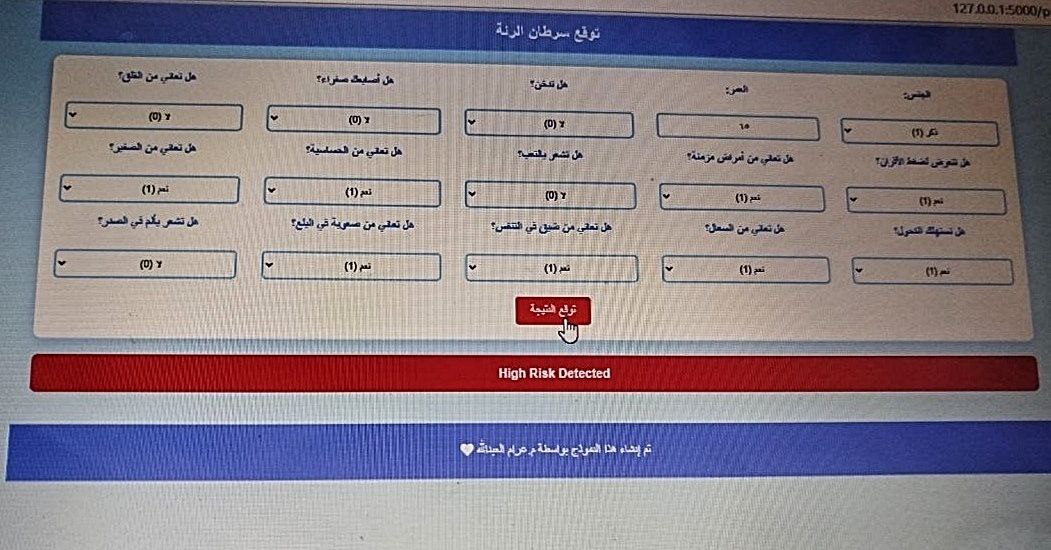 127.0.0.1:5000/p
توقع سرطان الرئة
الجنس:
العمر:
هل تدخن؟
هل أصابعك صفراء؟
هل تعاني من القلق؟
ذكر (1)
٦٥
لا (0)
لا (0)
لا (0)
هل تتعرض لضغط الأقران؟
هل تعاني من أمراض مزمنة؟
هل تشعر بالتعب؟
هل تعاني من الحساسية؟
هل تعاني من الصفير؟
نعم (1)
نعم (1)
لا (0)
نعم (1)
نعم (1)
هل تستهلك الكحول؟
هل تعاني من السعال؟
هل تعاني من ضيق في التنفس؟
هل تعاني من صعوبة في البلع؟
هل تشعر بألم في الصدر؟
نعم (1)
نعم (1)
نعم (1)
نعم (1)
لا (0)
توقع النتيجة
High Risk Detected
تم إنشاء هذا النموذج بواسطة م.عرام العبدالله